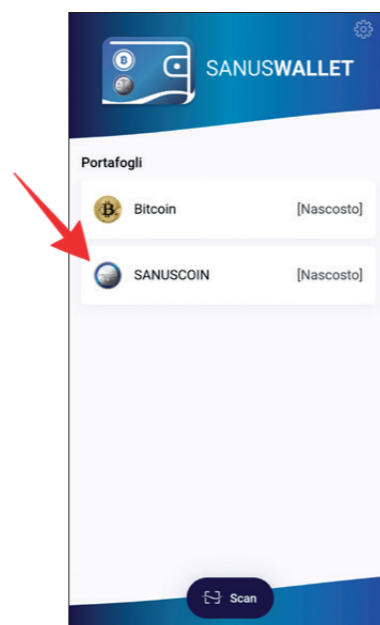 SANUSWALLET
Portafogli
Bitcoin [Nascosto]
SANUSCOIN [Nascosto]
Scan